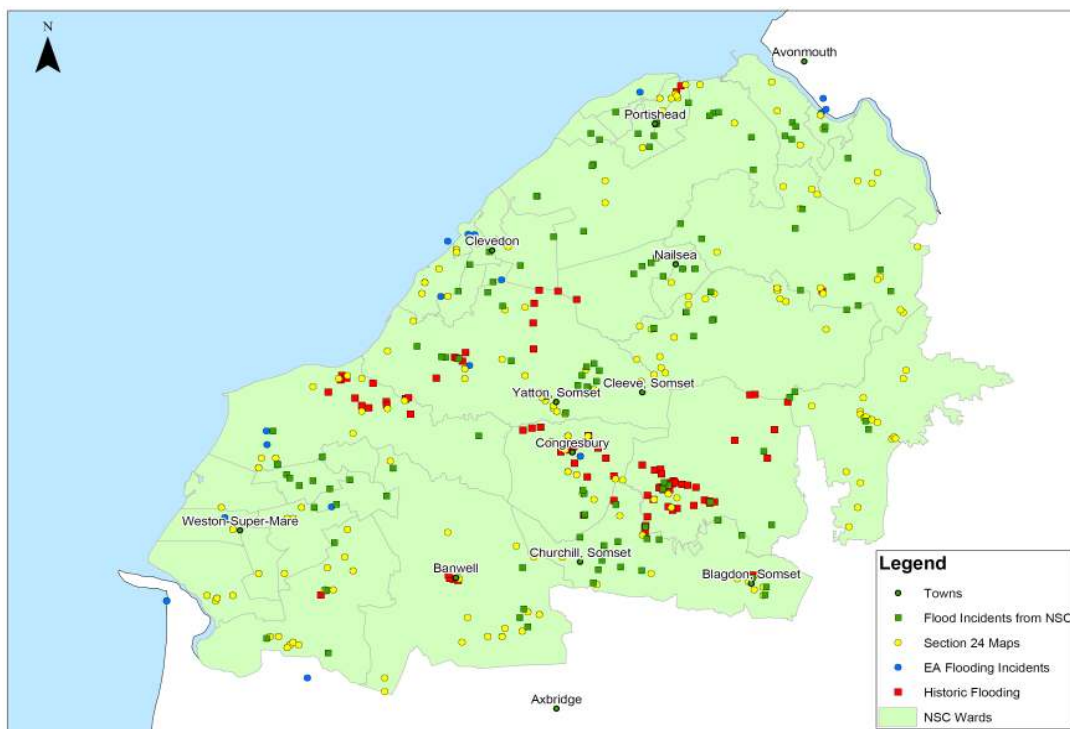 N
Avonmouth
Portishead
Clevedon
Nailsea
Cleeve, Somset
Yatton, Somset
Congresbury
Weston-Super-Mare
Churchill, Somset
Banwell
Blagdon, Somset
Axbridge
Legend
Towns
Flood Incidents from NSC
Section 24 Maps
EA Flooding Incidents
Historic Flooding
NSC Wards